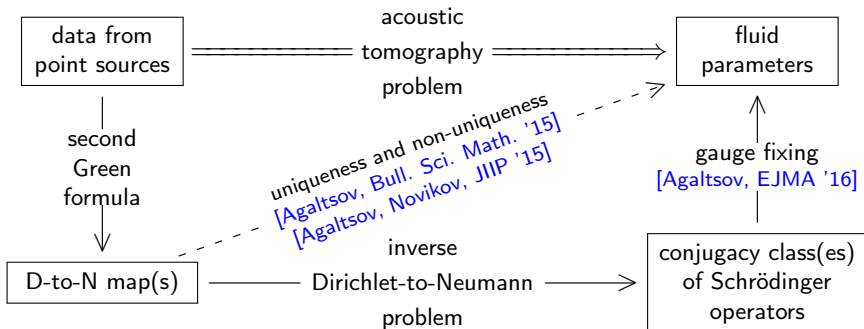 data from
point sources
acoustic
tomography
problem
fluid
parameters
second
Green
formula
uniqueness and non-uniqueness
[Agaltsov, Bull. Sci. Math. '15]
[Agaltsov, Novikov, JIIP '15]
gauge fixing
[Agaltsov, EJMA '16]
D-to-N map(s)
inverse
Dirichlet-to-Neumann
problem
conjugacy class(es)
of Schrödinger
operators